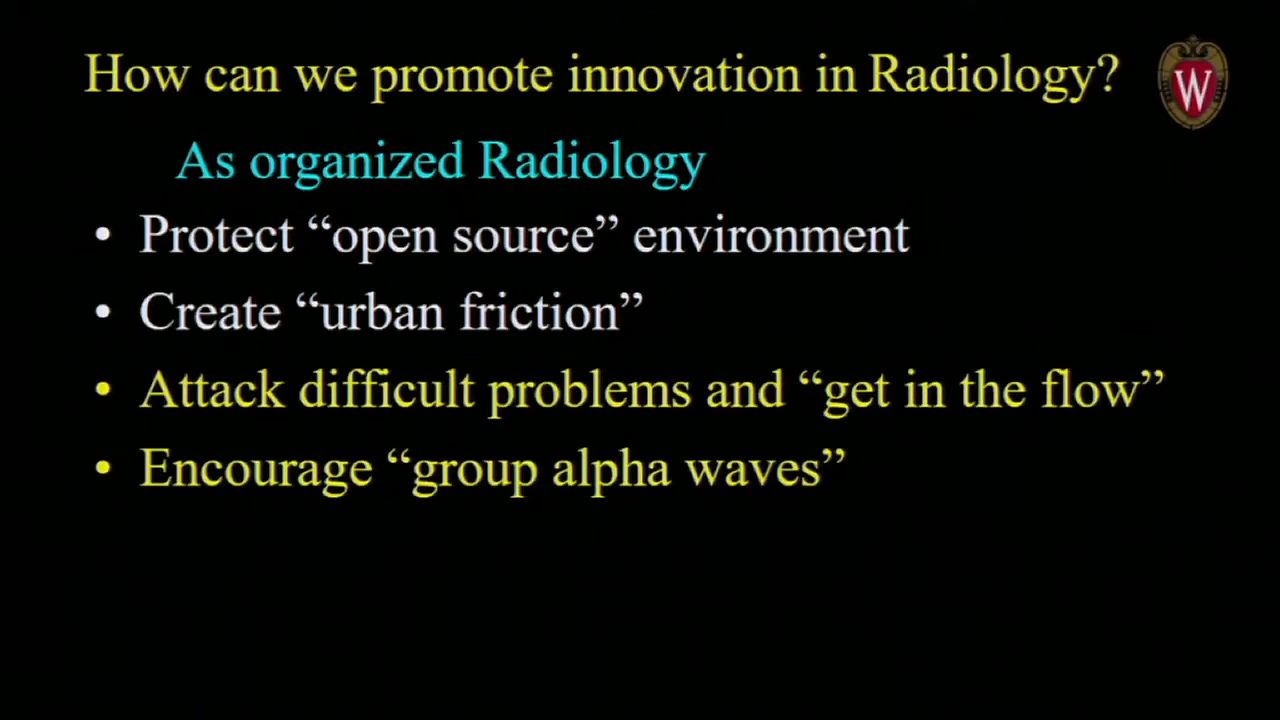 How can we promote innovation in Radiology?
W
As organized Radiology
• Protect “open source” environment
• Create “urban friction”
• Attack difficult problems and “get in the flow”
• Encourage “group alpha waves”